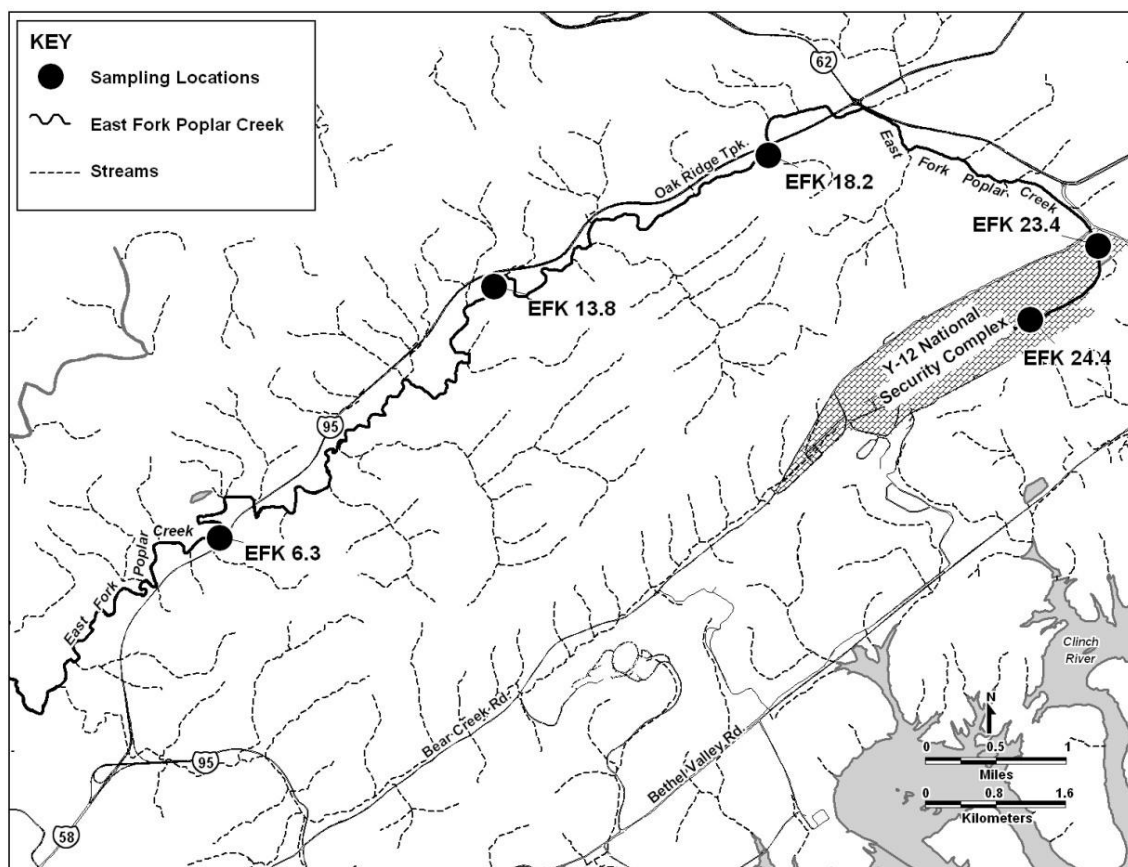 KEY
Sampling Locations
East Fork Poplar Creek
Streams
62
Oak Ridge Tpk.
East Fork Poplar Creek
EFK 18.2
EFK 23.4
EFK 13.8
Y-12 National
Security Complex
EFK 24.4
95
East Fork Poplar Creek
EFK 6.3
Clinch
River
Bear Creek Rd.
Bethel Valley Rd.
N
0 0.5 1
Miles
0 0.8 1.6
Kilometers
95
58